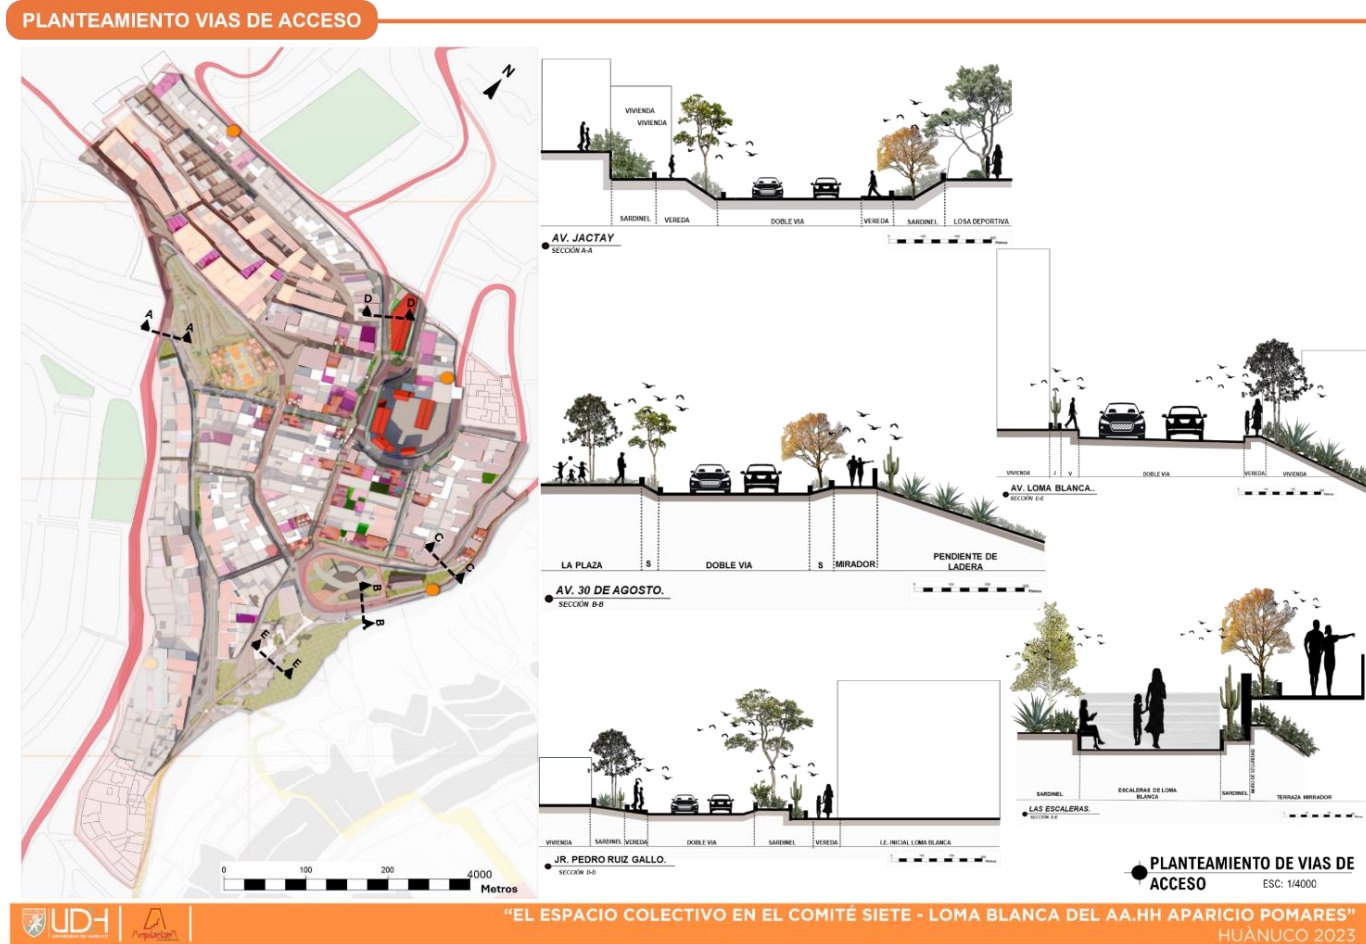 PLANTEAMIENTO VIAS DE ACCESO
N
A
A
D
D
C
C
B
B
E
E
0 100 200 4000
Metros
VIVIENDA
VIVIENDA
SARDINEL VEREDA DOBLE VIA VEREDA SARDINEL LOSA DEPORTIVA
AV. JACTAY
SECCIÓN A-A
VIVIENDA J V DOBLE VIA VEREDA VIVIENDA
AV. LOMA BLANCA..
LA PLAZA S DOBLE VIA S MIRADOR PENDIENTE DE
LADERA
AV. 30 DE AGOSTO.
SECCIÓN B-B
SARDINEL ESCALERAS DE LOMA
BLANCA
SARDINEL TERRAZA MIRRADOR
LAS ESCALERAS.
VIVIENDA SARDINEL VEREDA DOBLE VIA SARDINEL VEREDA I.E. INICIAL LOMA BLANCA
JR. PEDRO RUIZ GALLO.
SECCIÓN D-D
PLANTEAMIENTO DE VIAS DE
ACCESO ESC: 1/4000
UDH
UNIVERSIDAD DE HUÁNUCO
"EL ESPACIO COLECTIVO EN EL COMITÉ SIETE - LOMA BLANCA DEL AA.HH APARICIO POMARES"
HUÀNUCO 2023